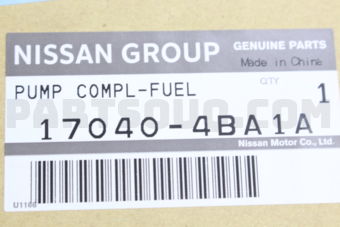 NISSAN GROUP
GENUINE PARTS
Made in China
PUMP COMPL-FUEL
QTY
1
PARTSOUQ.COM
17040-4BA1A
Nissan Motor Co., Ltd.
U1166